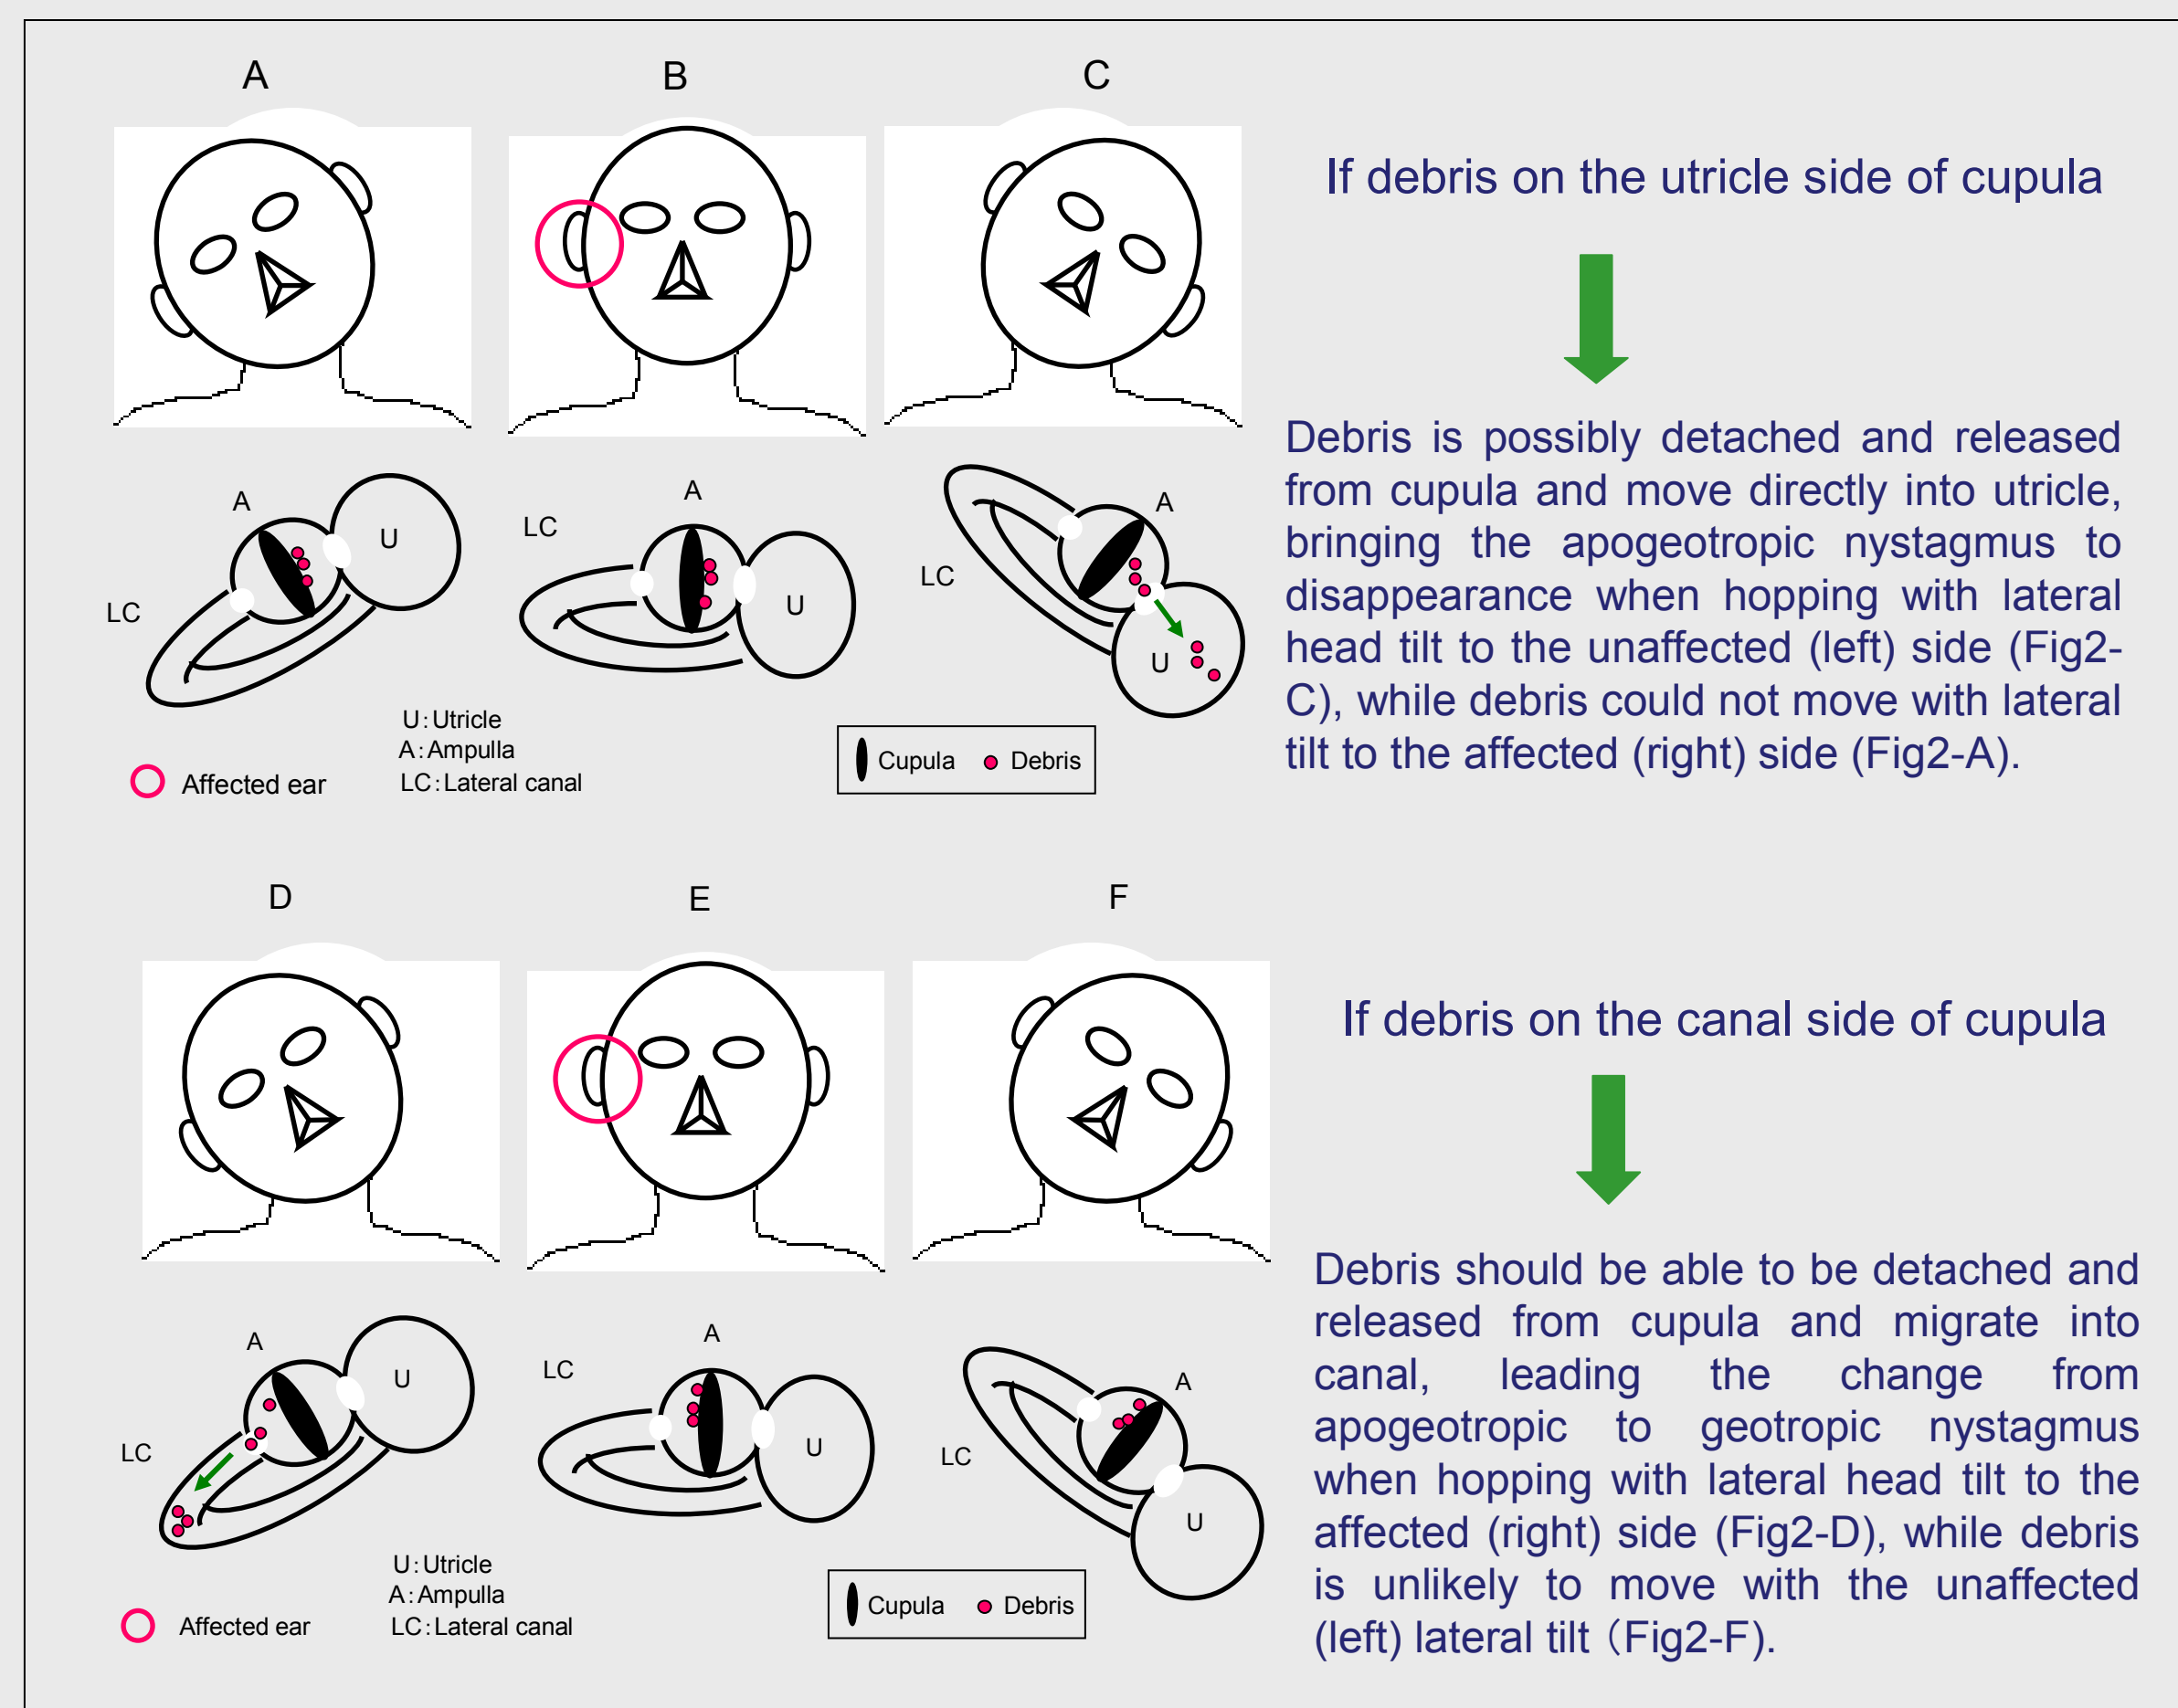 A
B
C
A
LC
U
LC
A
U
A
LC
U
U:Utricle
A:Ampulla
LC:Lateral canal
Affected ear
Cupula
Debris
If debris on the utricle side of cupula
Debris is possibly detached and released
from cupula and move directly into utricle,
bringing the apogeotropic nystagmus to
disappearance when hopping with lateral
head tilt to the unaffected (left) side (Fig2-
C), while debris could not move with lateral
tilt to the affected (right) side (Fig2-A).
D
E
F
A
LC
U
LC
A
U
A
LC
U
U:Utricle
A:Ampulla
LC:Lateral canal
Affected ear
Cupula
Debris
If debris on the canal side of cupula
Debris should be able to be detached and
released from cupula and migrate into
canal, leading the change from
apogeotropic to geotropic nystagmus
when hopping with lateral head tilt to the
affected (right) side (Fig2-D), while debris
is unlikely to move with the unaffected
(left) lateral tilt（Fig2-F).